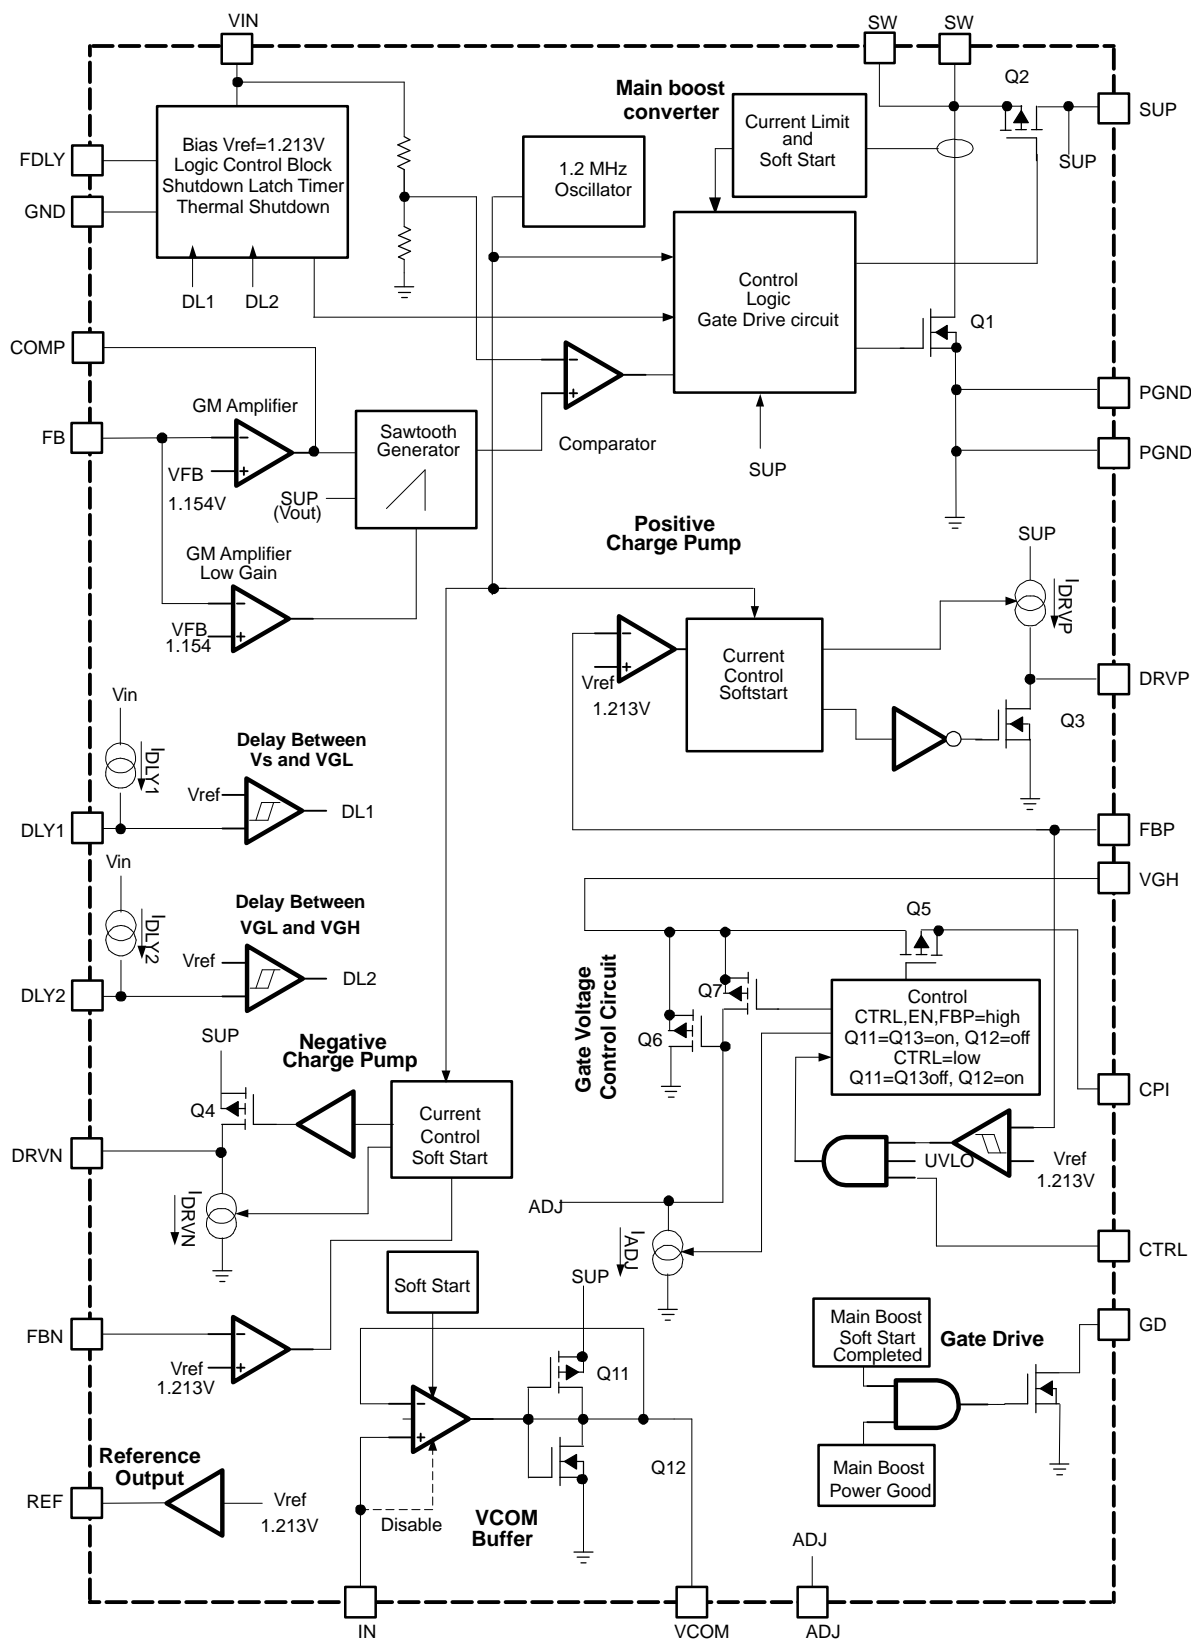 VIN
SW
SW
Q2
Main boost
converter
SUP
Current Limit
and
Soft Start
Bias Vref=1.213V
Logic Control Block
Shutdown Latch Timer
Thermal Shutdown
FDLY
1.2 MHz
Oscillator
SUP
GND
DL1
DL2
Control
Logic
Gate Drive circuit
Q1
COMP
PGND
GM Amplifier
FB
Sawtooth
Generator
Comparator
PGND
VFB
1.154V
SUP
(Vout)
SUP
Positive
Charge Pump
SUP
GM Amplifier
Low Gain
IDRVP
VFB
1.154
Current
Control
Softstart
Vref
1.213V
DRVP
Q3
Vin
IDLY1
Delay Between
Vs and VGL
Vref
DL1
DLY1
FBP
Vin
VGH
IDLY2
Delay Between
VGL and VGH
Q5
Vref
DL2
DLY2
Gate Voltage
Control Circuit
Q7
Q6
Control
CTRL,EN,FBP=high
Q11=Q13=on, Q12=off
CTRL=low
Q11=Q13off, Q12=on
SUP
Negative
Charge Pump
CPI
Q4
Current
Control
Soft Start
DRVN
UVLO
Vref
1.213V
IDRVN
ADJ
IADJ
CTRL
Soft Start
SUP
FBN
Main Boost
Soft Start
Completed
Gate Drive
GD
Vref
1.213V
Q11
Reference
Output
Q12
Main Boost
Power Good
REF
Vref
1.213V
Disable
VCOM
Buffer
ADJ
IN
VCOM
ADJ